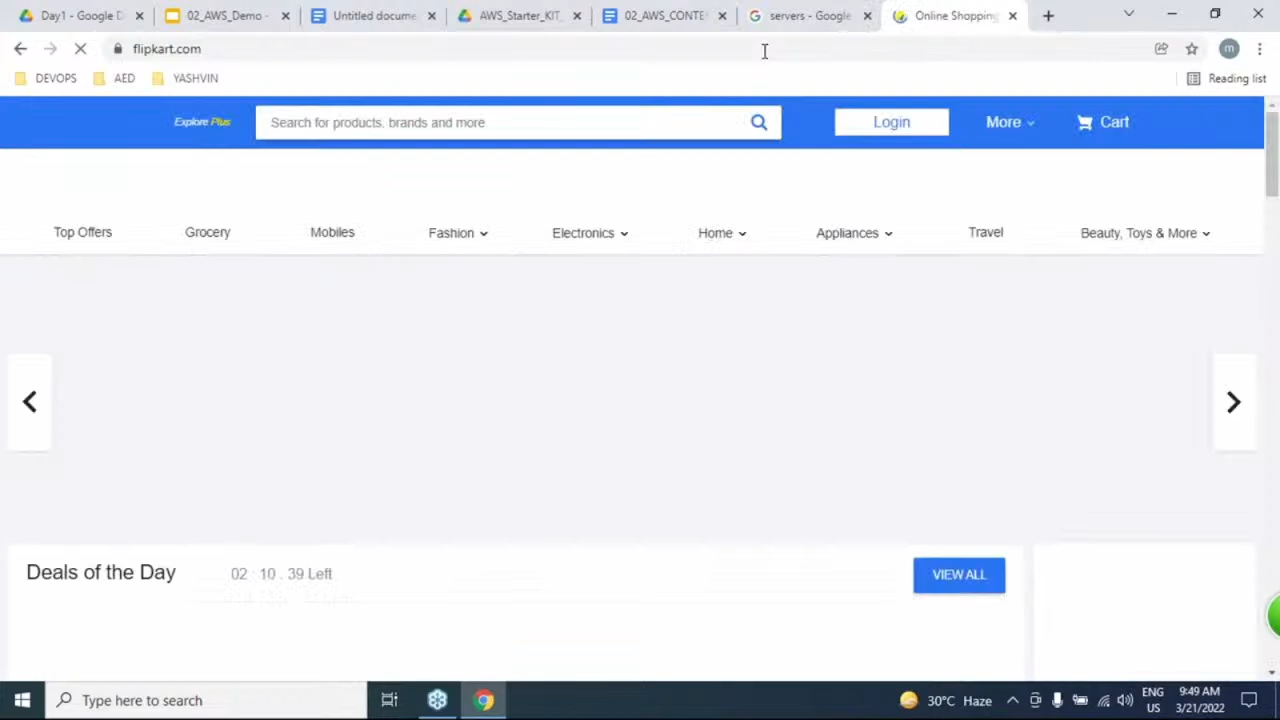 Day1 - Google D
02_AWS_Demo -
Untitled docume
AWS_Starter_KIT_
02_AWS_CONTE
servers - Google
Online Shopping
flipkart.com
m
DEVOPS
AED
YASHVIN
Reading list
Explore Plus
Search for products, brands and more
Login
More
Cart
Top Offers
Grocery
Mobiles
Fashion
Electronics
Home
Appliances
Travel
Beauty, Toys & More
Deals of the Day
02 : 10 . 39 Left
VIEW ALL
Type here to search
30°C Haze
ENG
US
9:49 AM
3/21/2022